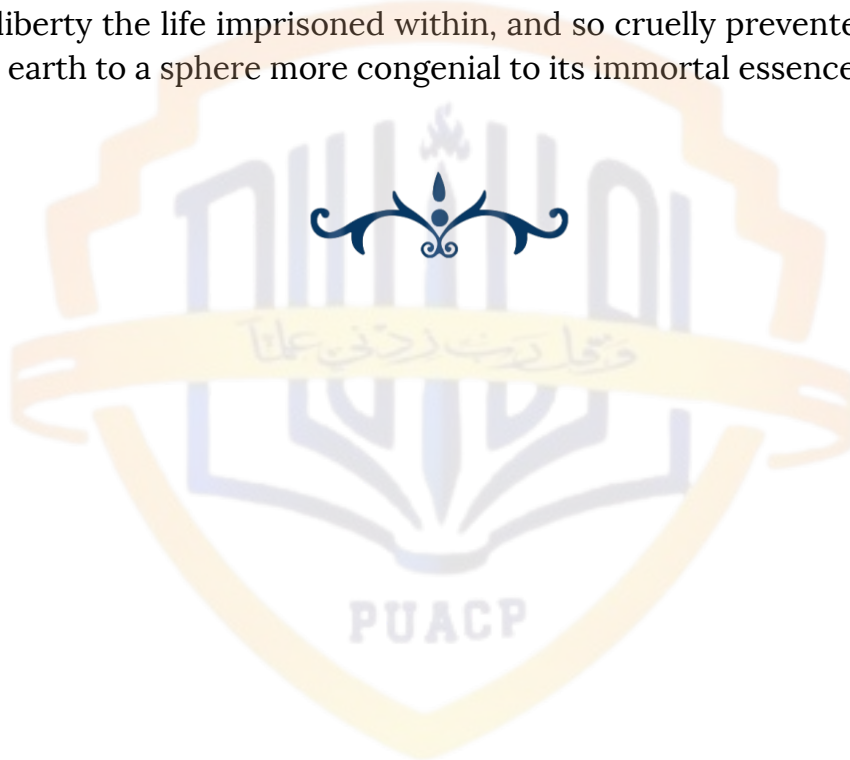 liberty the life imprisoned within, and so cruelly prevente
earth to a sphere more congenial to its immortal essence
وقل رب زدني علما
PUACP